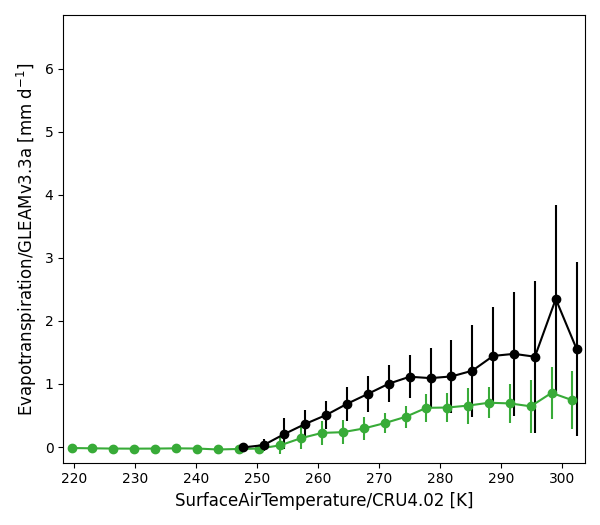 6
5
4
3
2
1
0
Evapotranspiration/GLEAMv3.3a [mm d⁻¹]
220 230 240 250 260 270 280 290 300
SurfaceAirTemperature/CRU4.02 [K]